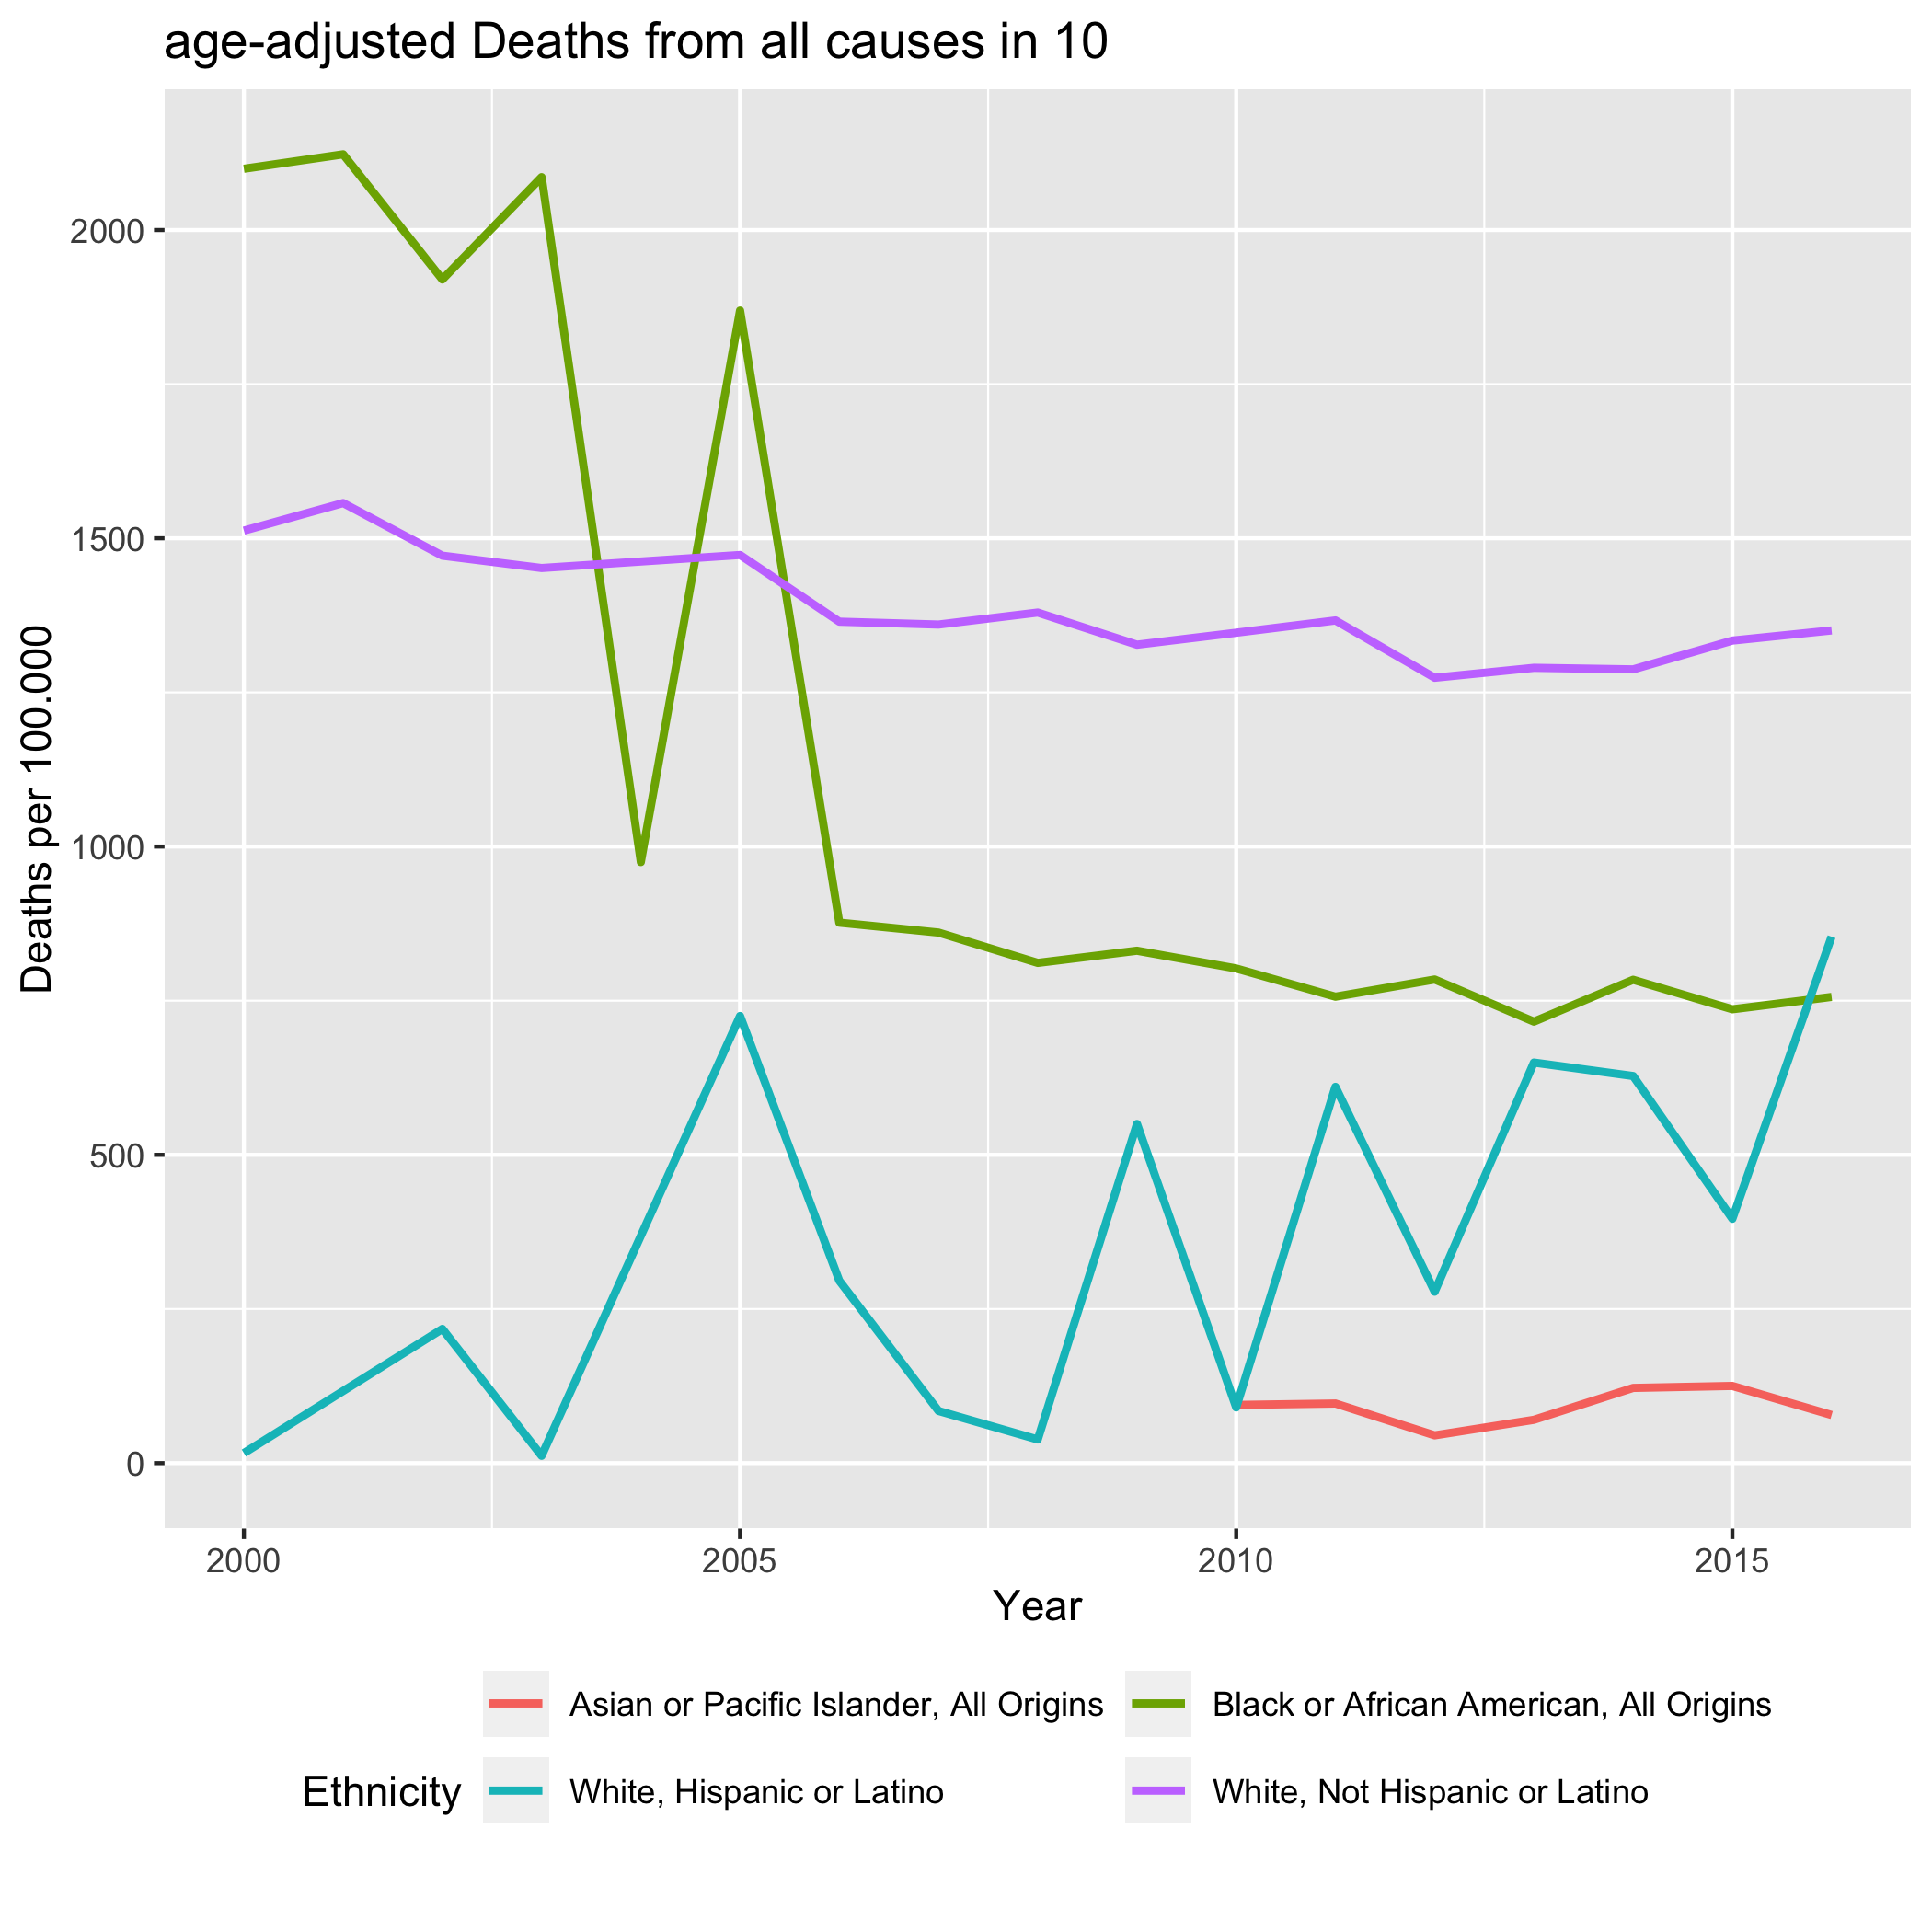 age-adjusted Deaths from all causes in 10
Deaths per 100.000
2000
1500
1000
500
0
2000 2005 2010 2015
Year
Ethnicity
Asian or Pacific Islander, All Origins
Black or African American, All Origins
White, Hispanic or Latino
White, Not Hispanic or Latino